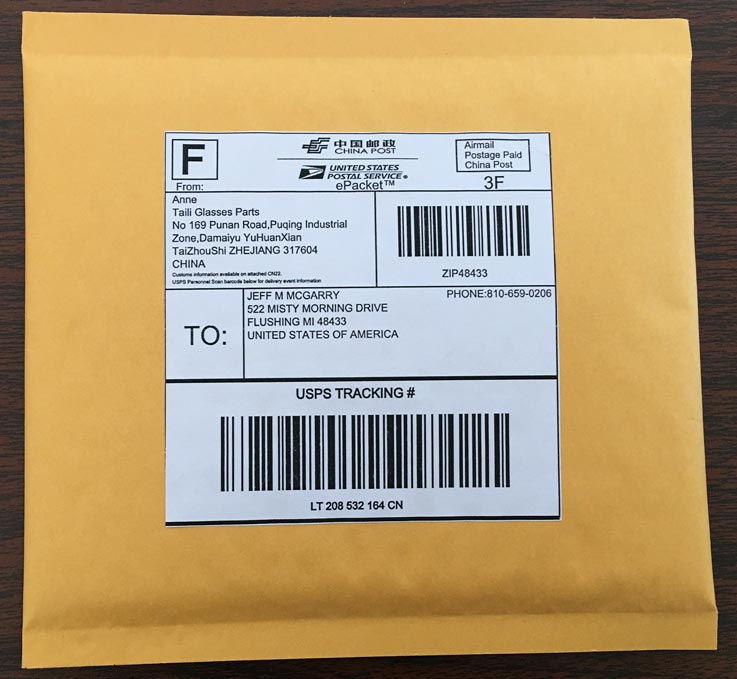 F
中国邮政
CHINA POST
UNITED STATES
POSTAL SERVICE®
ePacket™
Airmail
Postage Paid
China Post
3F
From:
Anne
Taili Glasses Parts
No 169 Punan Road,Puqing Industrial
Zone,Damaiyu YuHuanXian
TaiZhouShi ZHEJIANG 317604
CHINA
Customs information available on attached CN22.
USPS Personnel Scan barcode below for delivery event information
ZIP48433
TO:
JEFF M MCGARRY
522 MISTY MORNING DRIVE
FLUSHING MI 48433
UNITED STATES OF AMERICA
PHONE:810-659-0206
USPS TRACKING #
LT 208 532 164 CN